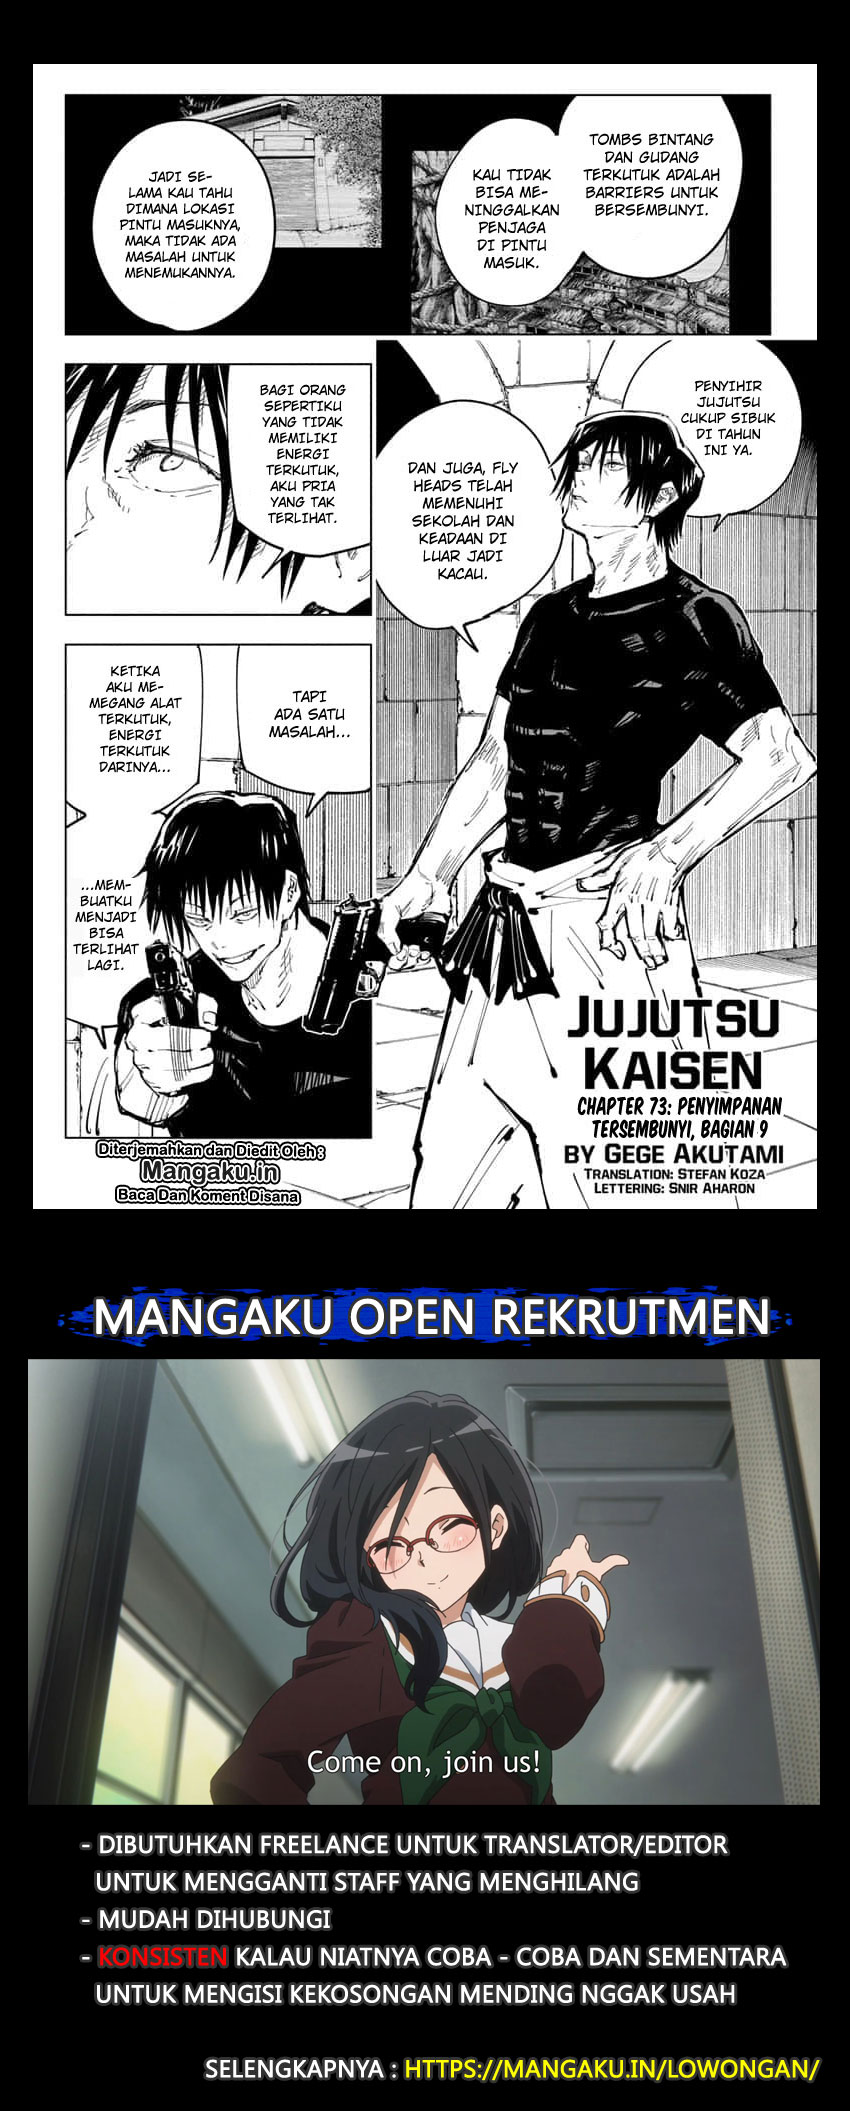 TOMBS BINTANG
DAN GUDANG
TERKUTUK ADALAH
BARRIERS UNTUK
BERSEMBUNYI.
KAU TIDAK
BISA ME-
NINGGALKAN
PENJAGA
DI PINTU
MASUK.
JADI SE-
LAMA KAU TAHU
DIMANA LOKASI
PINTU MASUKNYA,
MAKA TIDAK ADA
MASALAH UNTUK
MENEMUKANNYA.
PENYIHIR
JUJUTSU
CUKUP SIBUK
DI TAHUN
INI YA.
DAN JUGA, FLY
HEADS TELAH
MEMENUHI
SEKOLAH DAN
KEADAAN DI
LUAR JADI
KACAU.
BAGI ORANG
SEPERTIKU
YANG TIDAK
MEMILIKI
ENERGI
TERKUTUK,
AKU PRIA
YANG TAK
TERLIHAT.
TAPI
ADA SATU
MASALAH...
KETIKA
AKU ME-
MEGANG ALAT
TERKUTUK,
ENERGI
TERKUTUK
DARINYA...
...MEM-
BUATKU
MENJADI
BISA
TERLIHAT
LAGI.
JUJUTSU
KAISEN
CHAPTER 73: PENYIMPANAN
TERSEMBUNYI, BAGIAN 9
BY GEGE AKUTAMI
TRANSLATION: STEFAN KOZA
LETTERING: SNIR AHARON
Diterjemahkan dan Diedit Oleh :
Mangaku.in
Baca Dan Koment Disana
MANGAKU OPEN REKRUTMEN
Come on, join us!
- DIBUTUHKAN FREELANCE UNTUK TRANSLATOR/EDITOR
UNTUK MENGGANTI STAFF YANG MENGHILANG
- MUDAH DIHUBUNGI
- KONSISTEN KALAU NIATNYA COBA - COBA DAN SEMENTARA
UNTUK MENGISI KEKOSONGAN MENDING NGGAK USAH
SELENGKAPNYA : HTTPS://MANGAKU.IN/LOWONGAN/